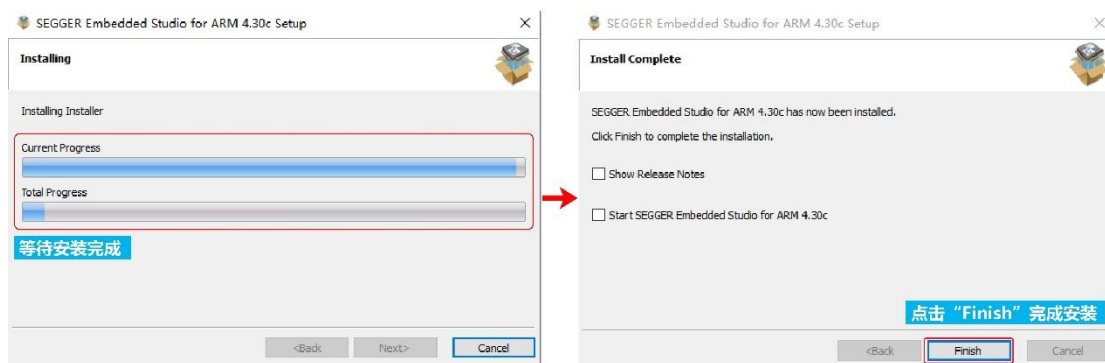 SEGGER Embedded Studio for ARM 4.30c Setup
Installing
Installing Installer
Current Progress
Total Progress
等待安装完成
<Back
Next>
Cancel
SEGGER Embedded Studio for ARM 4.30c Setup
Install Complete
SEGGER Embedded Studio for ARM 4.30c has now been installed.
Click Finish to complete the installation.
Show Release Notes
Start SEGGER Embedded Studio for ARM 4.30c
点击“Finish”完成安装
<Back
Finish
Cancel